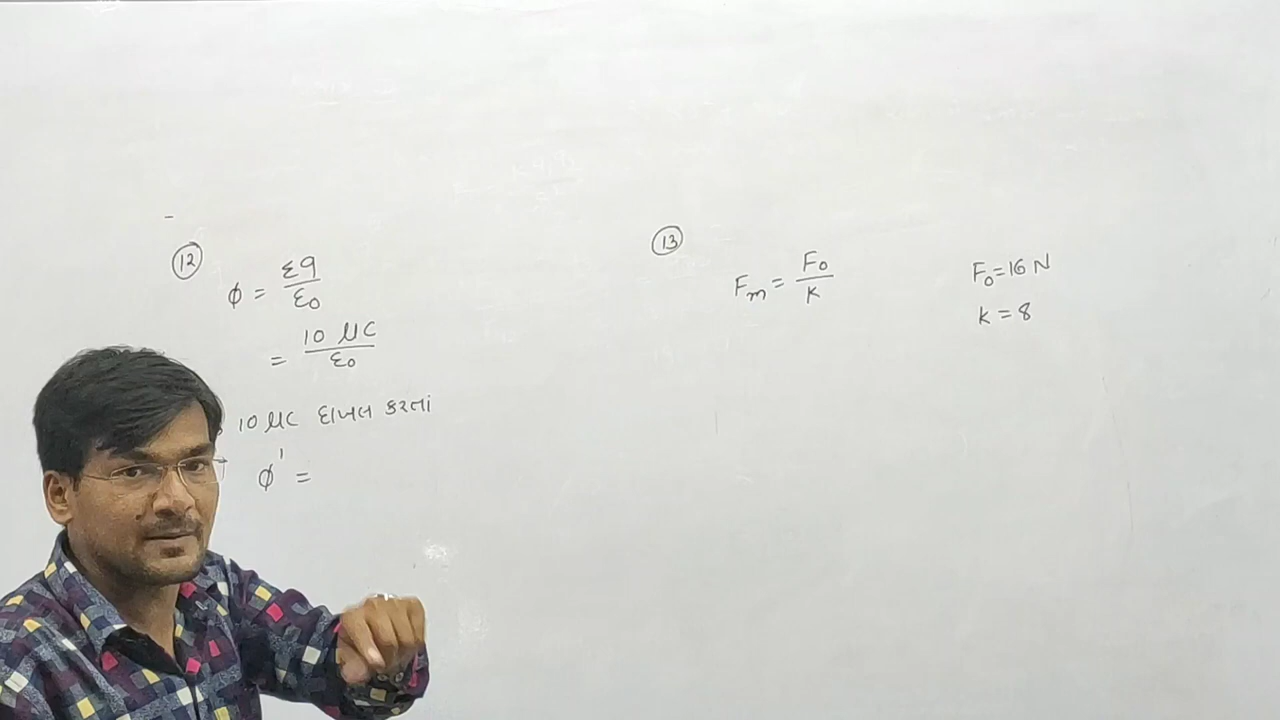 12
φ = Σq / ε₀
= 10 μC / ε₀
10 μC દાખલ કરતાં
φ' =
13
Fm = F₀ / K
F₀ = 16 N
K = 8